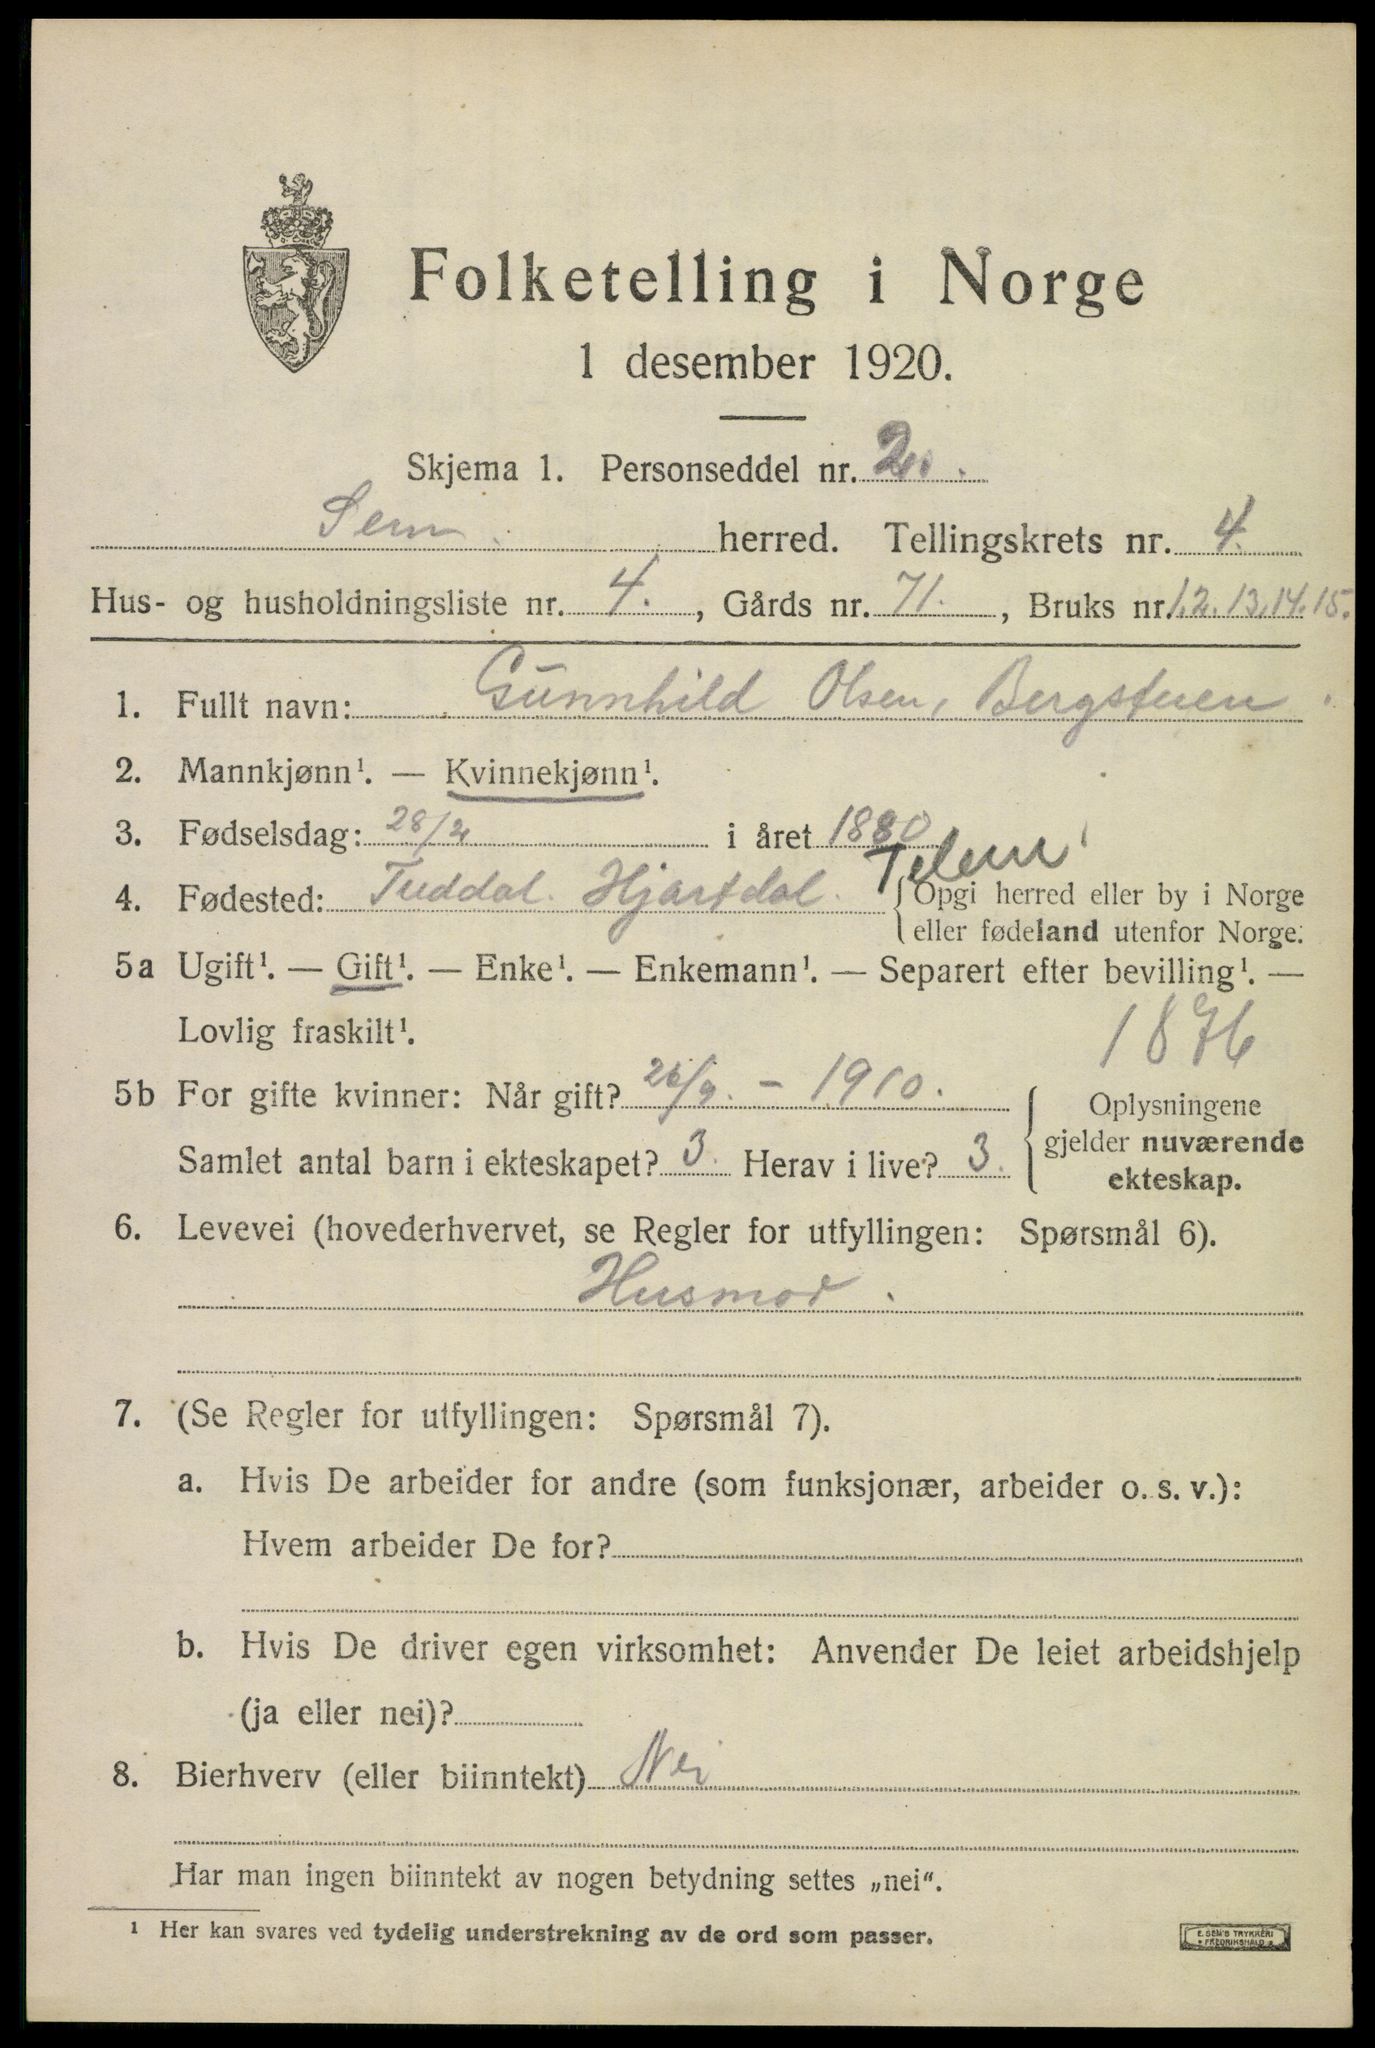 Folketelling i Norge
1 desember 1920.
Skjema 1. Personseddel nr. 2.
Sem herred. Tellingskrets nr. 4.
Hus- og husholdningsliste nr. 4., Gårds nr. 71., Bruks nr. 1.2.13.14.15.
1. Fullt navn: Gunnhild Olsen, Bergstuen.
2. Mannkjønn¹. — Kvinnekjønn¹.
3. Fødselsdag: 28/2 i året 1880
Telem
4. Fødested: Tuddal. Hjartdal. {Opgi herred eller by i Norge
eller fødeland utenfor Norge.
5a Ugift¹. — Gift¹. — Enke¹. — Enkemann¹. — Separert efter bevilling¹. —
Lovlig fraskilt¹. 1876
5b For gifte kvinner: Når gift? 26/9. – 1910. Oplysningene
gjelder nuværende
Samlet antal barn i ekteskapet? 3. Herav i live? 3. ekteskap.
6. Levevei (hovederhvervet, se Regler for utfyllingen: Spørsmål 6).
Husmor.
7. (Se Regler for utfyllingen: Spørsmål 7).
a. Hvis De arbeider for andre (som funksjonær, arbeider o. s. v.):
Hvem arbeider De for?
b. Hvis De driver egen virksomhet: Anvender De leiet arbeidshjelp
(ja eller nei)?
8. Bierhverv (eller biinntekt) Nei
Har man ingen biinntekt av nogen betydning settes „nei“.
¹ Her kan svares ved tydelig understrekning av de ord som passer.
E. SEM'S TRYKKERI
FREDRIKSHALD